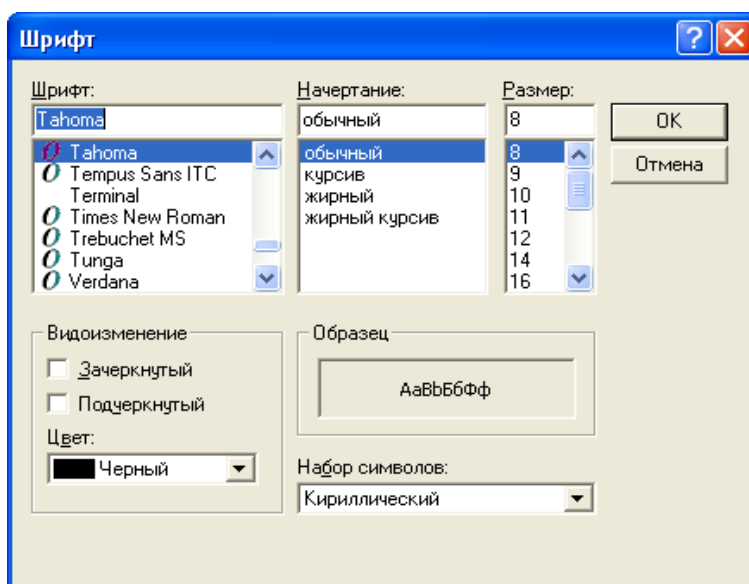 Шрифт
Шрифт:
Tahoma
Tahoma
Tempus Sans ITC
Terminal
Times New Roman
Trebuchet MS
Tunga
Verdana
Начертание:
обычный
обычный
курсив
жирный
жирный курсив
Размер:
8
8
9
10
11
12
14
16
OK
Отмена
Видоизменение
Зачеркнутый
Подчеркнутый
Цвет:
Черный
Образец
АаВbБбФф
Набор символов:
Кириллический